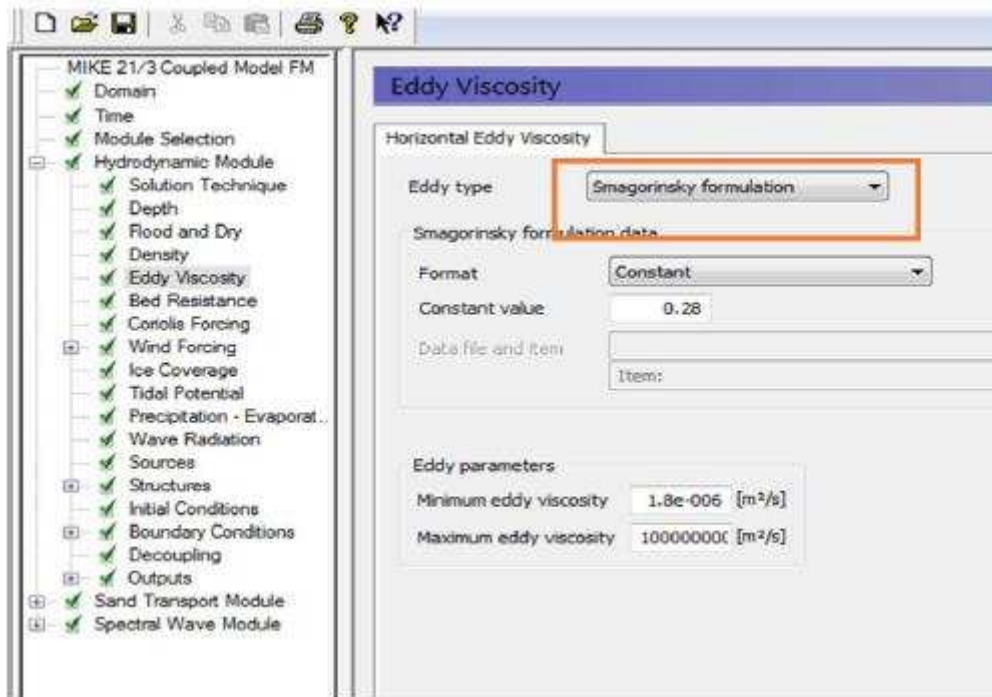 MIKE 21/3 Coupled Model FM
Domain
Time
Module Selection
Hydrodynamic Module
Solution Technique
Depth
Flood and Dry
Density
Eddy Viscosity
Bed Resistance
Coriolis Forcing
Wind Forcing
Ice Coverage
Tidal Potential
Precipitation - Evaporat..
Wave Radiation
Sources
Structures
Initial Conditions
Boundary Conditions
Decoupling
Outputs
Sand Transport Module
Spectral Wave Module
Eddy Viscosity
Horizontal Eddy Viscosity
Eddy type Smagorinsky formulation
Smagorinsky formulation data
Format Constant
Constant value 0.28
Data file and item
Item:
Eddy parameters
Minimum eddy viscosity 1.8e-006 [m²/s]
Maximum eddy viscosity 100000000 [m²/s]